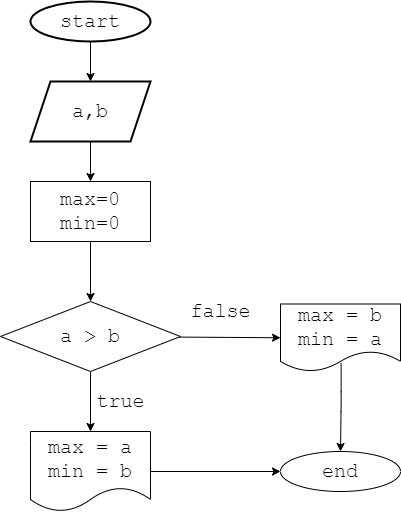 start
a,b
max=0
min=0
a > b
false
max = b
min = a
true
max = a
min = b
end